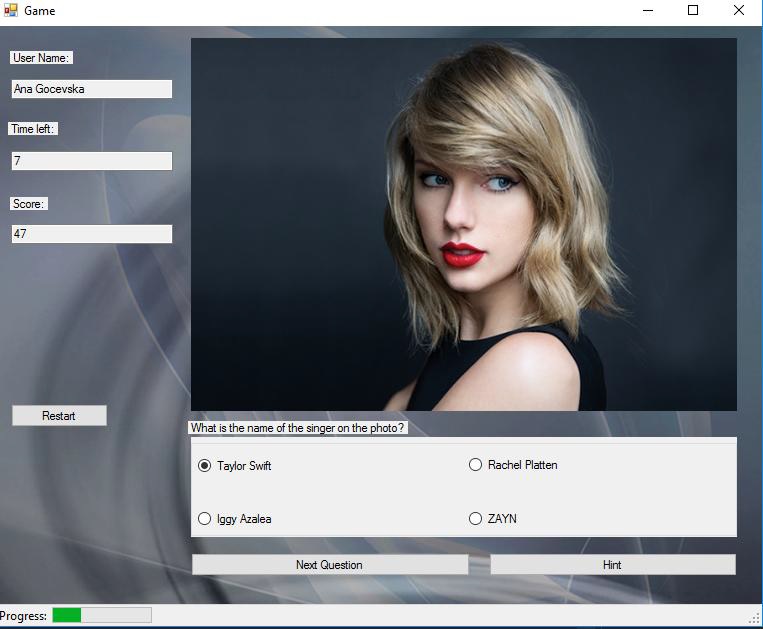 Game
User Name:
Ana Gocevska
Time left:
7
Score:
47
Restart
What is the name of the singer on the photo?
Taylor Swift
Rachel Platten
Iggy Azalea
ZAYN
Next Question
Hint
Progress: